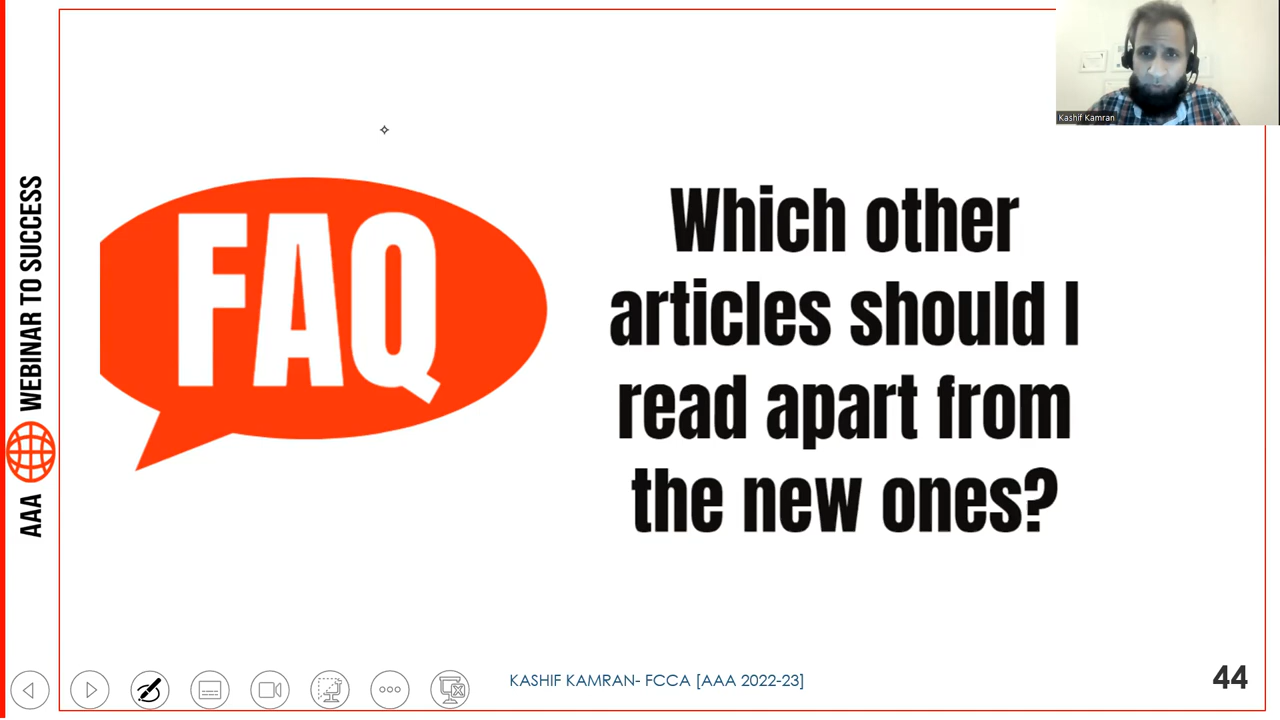 Kashif Kamran
AAA WEBINAR TO SUCCESS
FAQ
Which other
articles should I
read apart from
the new ones?
KASHIF KAMRAN- FCCA [AAA 2022-23]
44